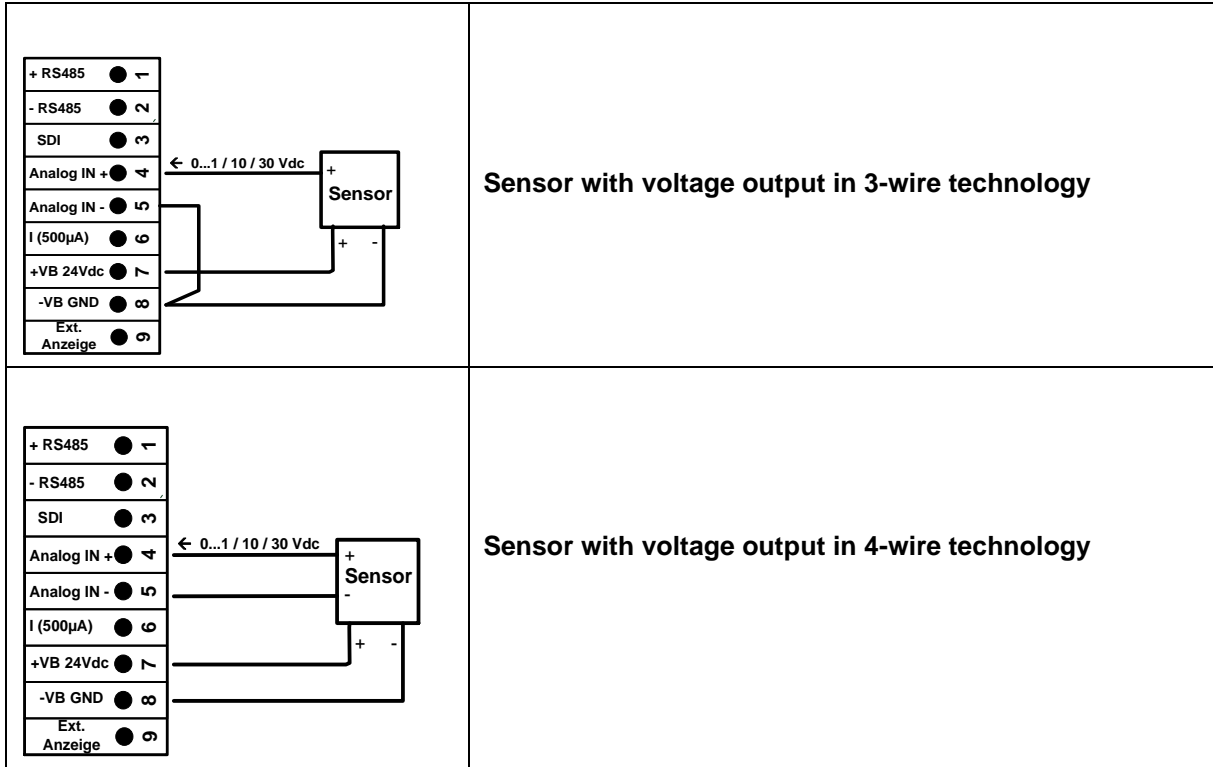 + RS485 1
- RS485 2
SDI 3
Analog IN + 4
Analog IN - 5
I (500µA) 6
+VB 24Vdc 7
-VB GND 8
Ext.
Anzeige 9
← 0...1 / 10 / 30 Vdc
+
Sensor
+ -
Sensor with voltage output in 3-wire technology
+ RS485 1
- RS485 2
SDI 3
Analog IN + 4
Analog IN - 5
I (500µA) 6
+VB 24Vdc 7
-VB GND 8
Ext.
Anzeige 9
← 0...1 / 10 / 30 Vdc
+
Sensor
-
+ -
Sensor with voltage output in 4-wire technology